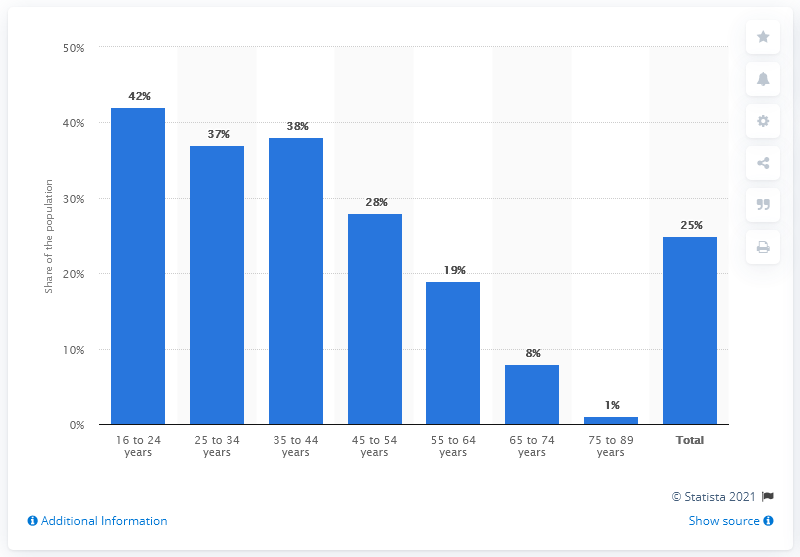 50%
40%
30%
20%
10%
0%
Share of the population
42%
37%
38%
28%
19%
8%
1%
25%
16 to 24 years
25 to 34 years
35 to 44 years
45 to 54 years
55 to 64 years
65 to 74 years
75 to 89 years
Total
© Statista 2021
Additional Information
Show source